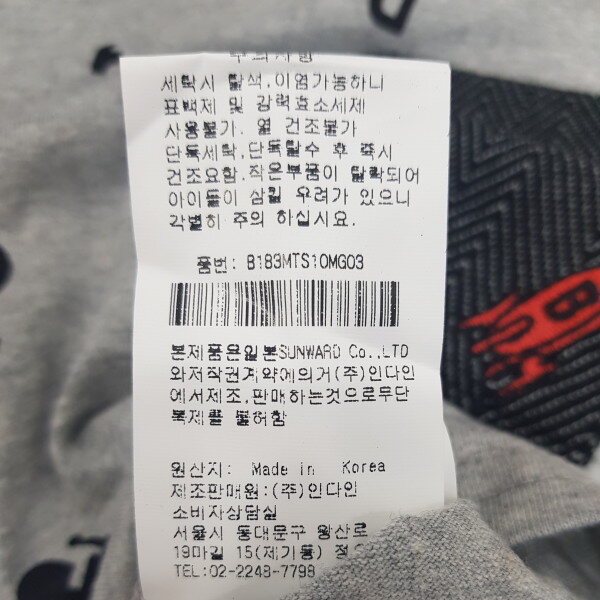 주의사항
세탁시 탈색,이염가능하니
표백제 및 강력효소세제
사용불가. 열 건조불가
단독세탁,단독탈수 후 즉시
건조요함.작은부품이 탈락되어
아이들이 삼킬 우려가 있으니
각별히 주의 하십시요.
품번: B183MTS10MG03
본제품은일본SUNWARD Co.,LTD
와저작권계약에의거(주)인다인
에서제조,판매하는것으로무단
복제를 불허함
원산지: Made in Korea
제조판매원:(주)인다인
소비자상담실
서울시 동대문구 왕산로
19마길 15(제기동)
TEL:02-2248-7798